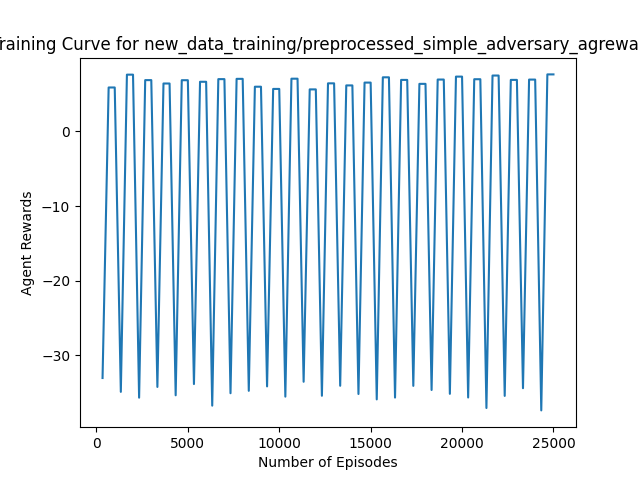 raining Curve for new_data_training/preprocessed_simple_adversary_agrewa
0
−10
−20
−30
Agent Rewards
0 5000 10000 15000 20000 25000
Number of Episodes